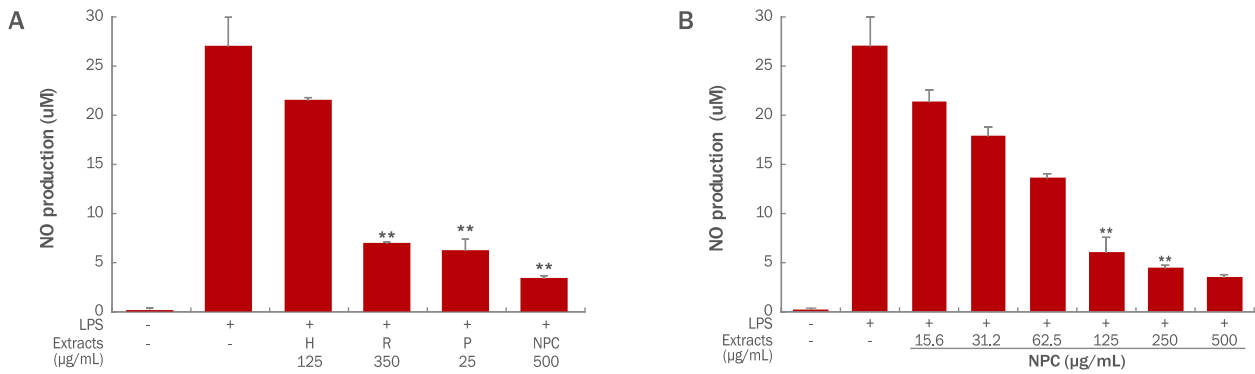 A
NO production (uM)
30
25
20
15
10
5
0
**
**
**
LPS - + + + + +
Extracts - - H R P NPC
(µg/mL) 125 350 25 500
B
NO production (uM)
30
25
20
15
10
5
0
**
**
LPS - + + + + + + +
Extracts - - 15.6 31.2 62.5 125 250 500
(µg/mL) NPC (µg/mL)